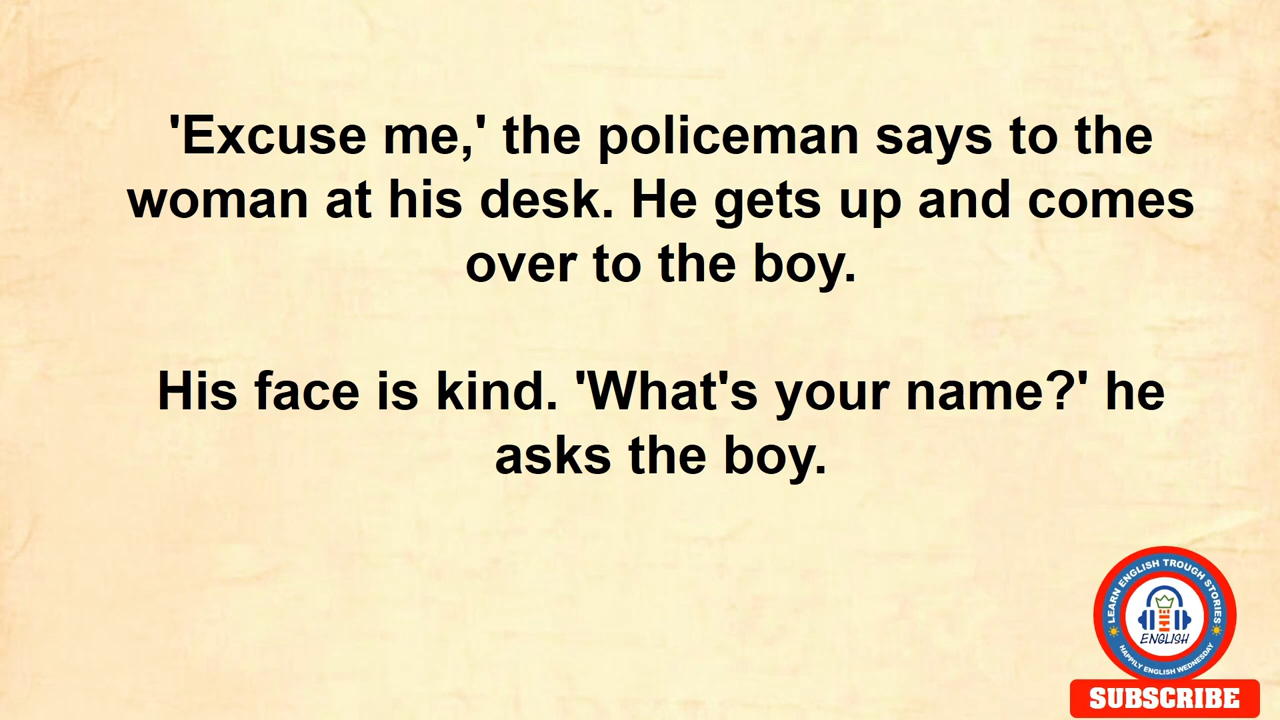 'Excuse me,' the policeman says to the
woman at his desk. He gets up and comes
over to the boy.
His face is kind. 'What's your name?' he
asks the boy.
LEARN ENGLISH TROUGH STORIES
ENGLISH
HAPPILY ENGLISH WEDNESDAY
SUBSCRIBE